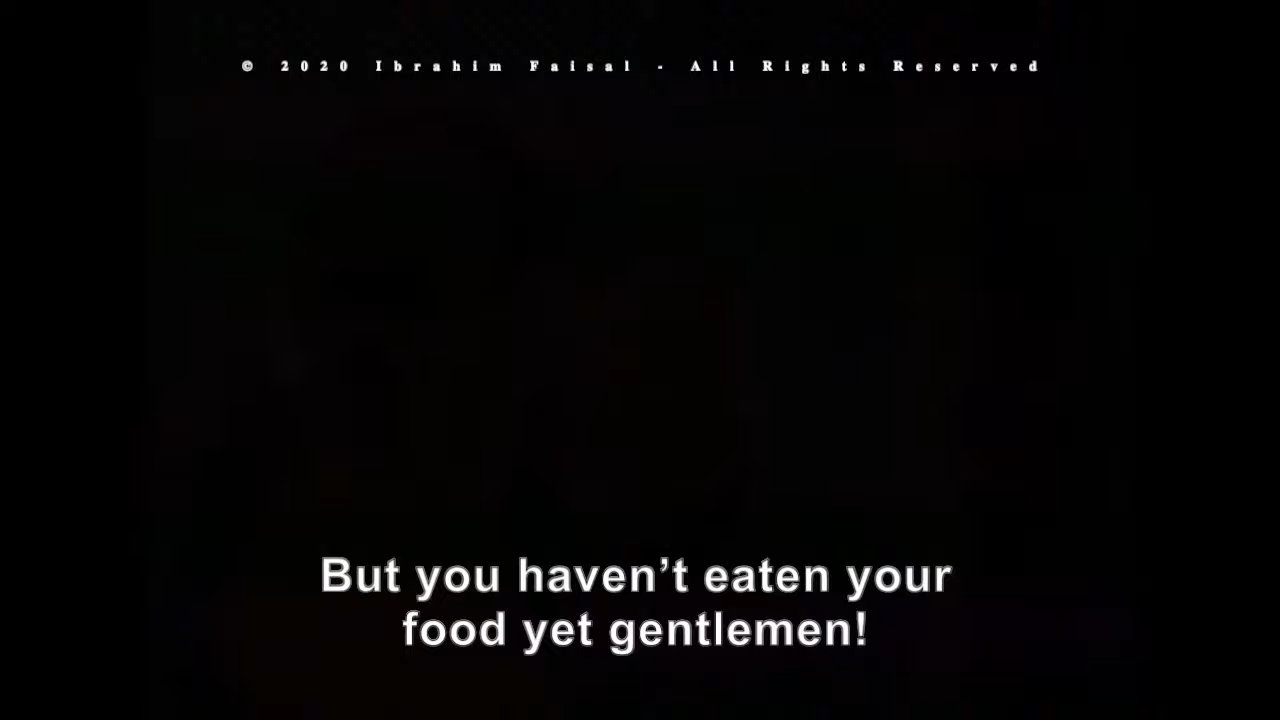 © 2020 Ibrahim Faisal - All Rights Reserved
But you haven’t eaten your
food yet gentlemen!